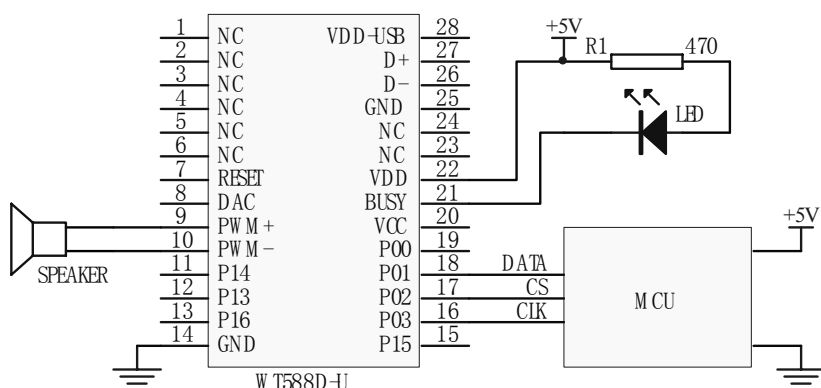 1 NC VDD-USB 28
2 NC D+ 27
3 NC D- 26
4 NC GND 25
5 NC NC 24
6 NC NC 23
7 RESET VDD 22
8 DAC BUSY 21
9 PWM+ VCC 20
10 PWM- P00 19
11 P14 P01 18
12 P13 P02 17
13 P16 P03 16
14 GND P15 15
WT588D-U
SPEAKER
+5V
R1 470
LED
DATA
CS
CLK
MCU
+5V